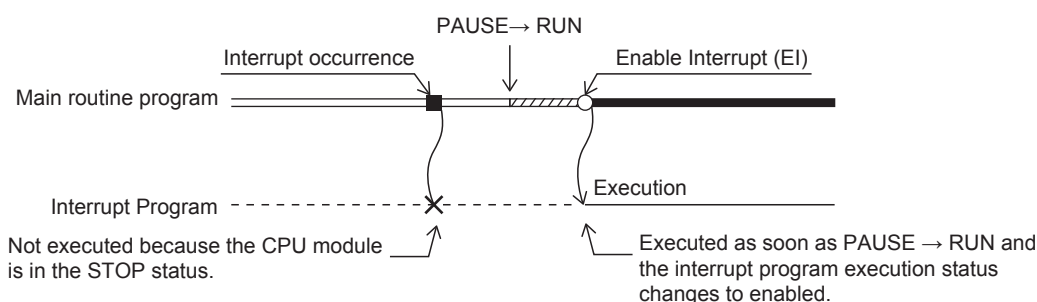 PAUSE→ RUN
Interrupt occurrence
Enable Interrupt (EI)
Main routine program
Execution
Interrupt Program
Not executed because the CPU module
is in the STOP status.
Executed as soon as PAUSE → RUN and
the interrupt program execution status
changes to enabled.